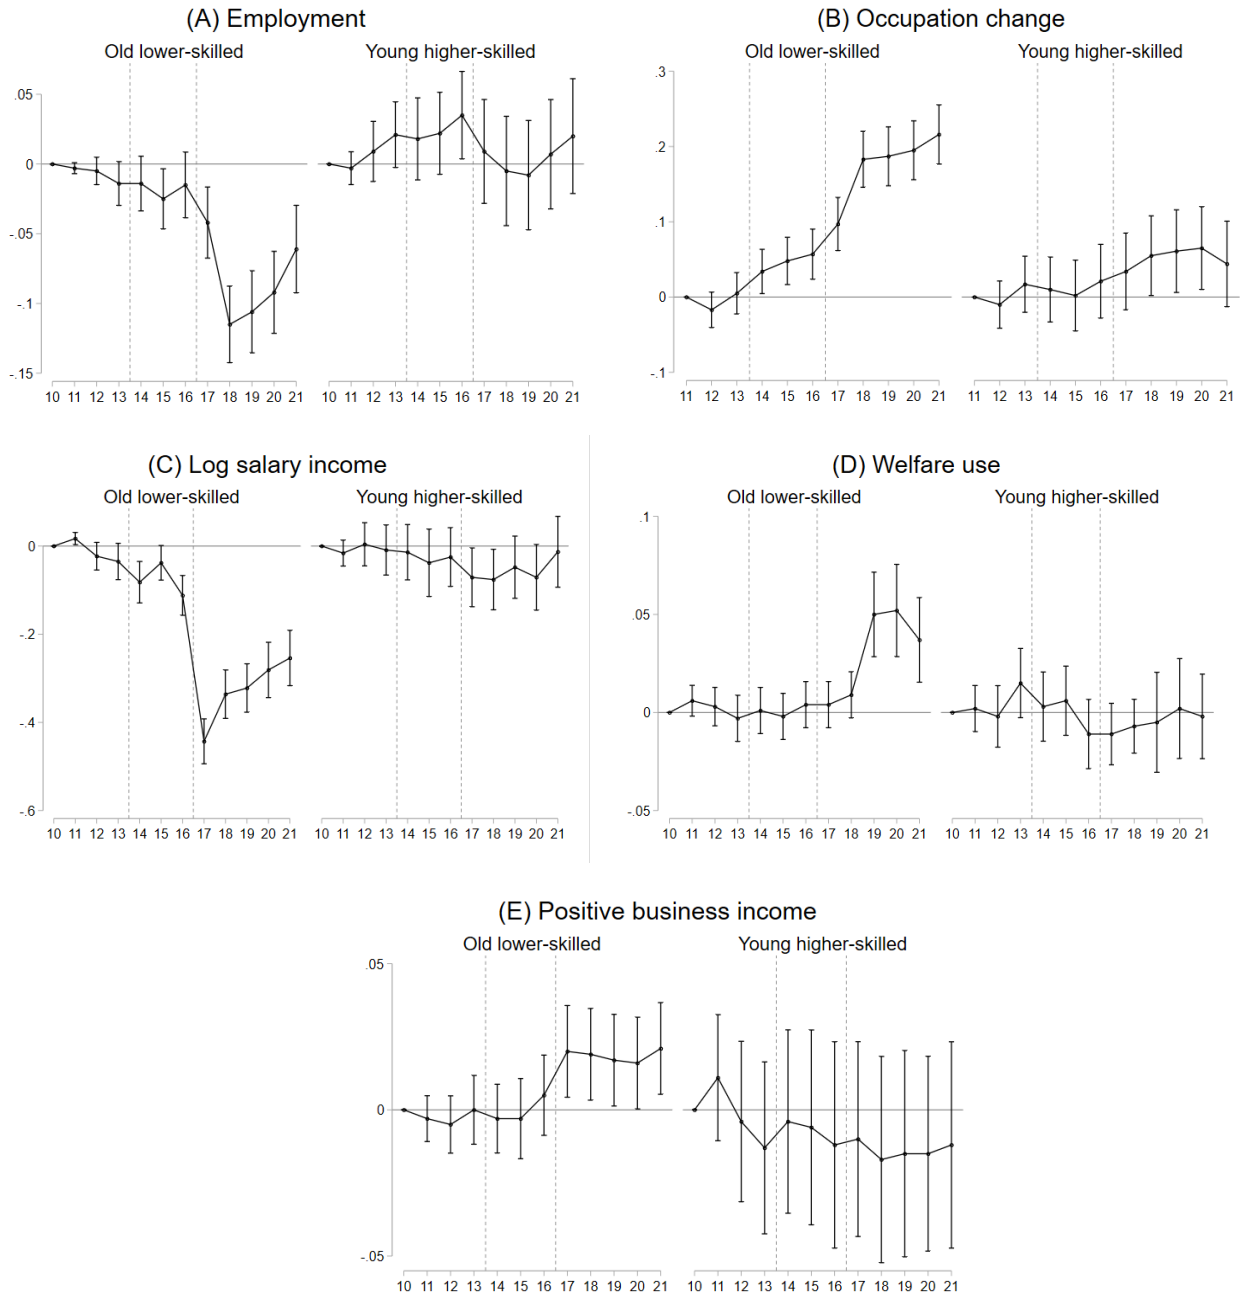 (A) Employment
Old lower-skilled
Young higher-skilled
.05
0
-.05
-.1
-.15
10 11 12 13 14 15 16 17 18 19 20 21
10 11 12 13 14 15 16 17 18 19 20 21
(B) Occupation change
Old lower-skilled
Young higher-skilled
.3
.2
.1
0
-.1
11 12 13 14 15 16 17 18 19 20 21
11 12 13 14 15 16 17 18 19 20 21
(C) Log salary income
Old lower-skilled
Young higher-skilled
0
-.2
-.4
-.6
10 11 12 13 14 15 16 17 18 19 20 21
10 11 12 13 14 15 16 17 18 19 20 21
(D) Welfare use
Old lower-skilled
Young higher-skilled
.1
.05
0
-.05
10 11 12 13 14 15 16 17 18 19 20 21
10 11 12 13 14 15 16 17 18 19 20 21
(E) Positive business income
Old lower-skilled
Young higher-skilled
.05
0
-.05
10 11 12 13 14 15 16 17 18 19 20 21
10 11 12 13 14 15 16 17 18 19 20 21